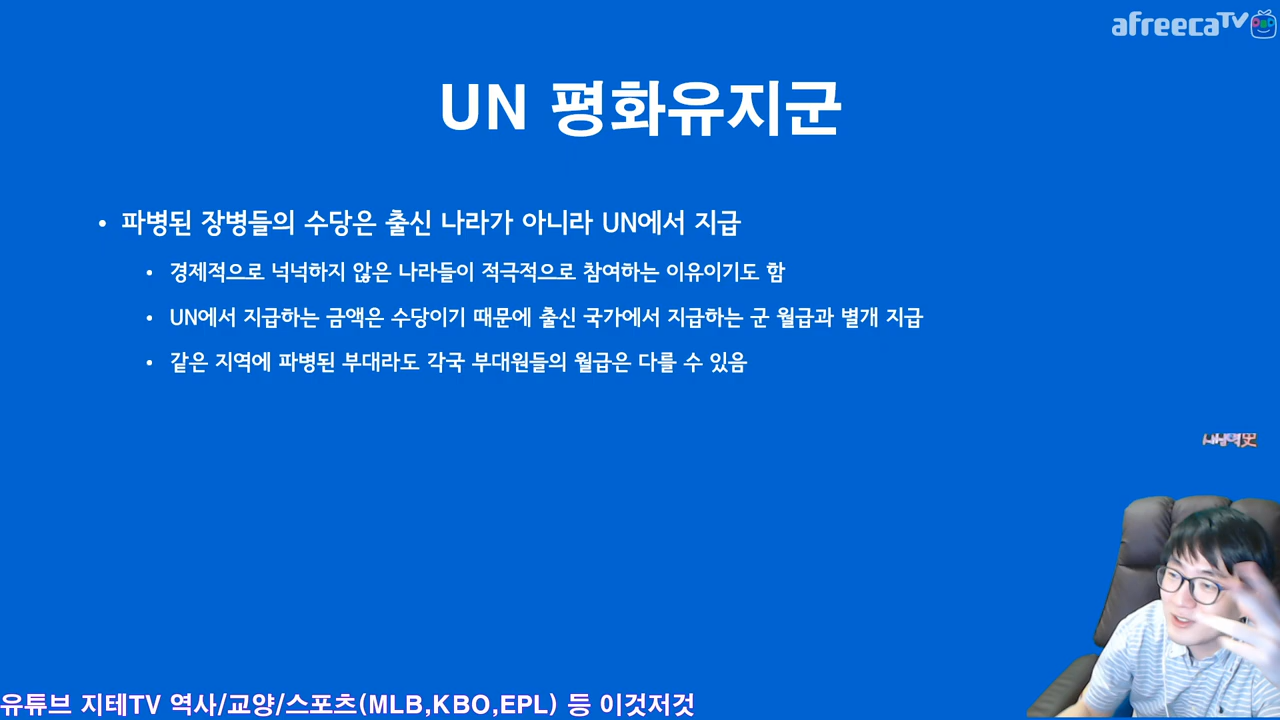 afreecaTV
UN 평화유지군
• 파병된 장병들의 수당은 출신 나라가 아니라 UN에서 지급
• 경제적으로 넉넉하지 않은 나라들이 적극적으로 참여하는 이유이기도 함
• UN에서 지급하는 금액은 수당이기 때문에 출신 국가에서 지급하는 군 월급과 별개 지급
• 같은 지역에 파병된 부대라도 각국 부대원들의 월급은 다를 수 있음
유튜브 지테TV 역사/교양/스포츠(MLB,KBO,EPL) 등 이것저것